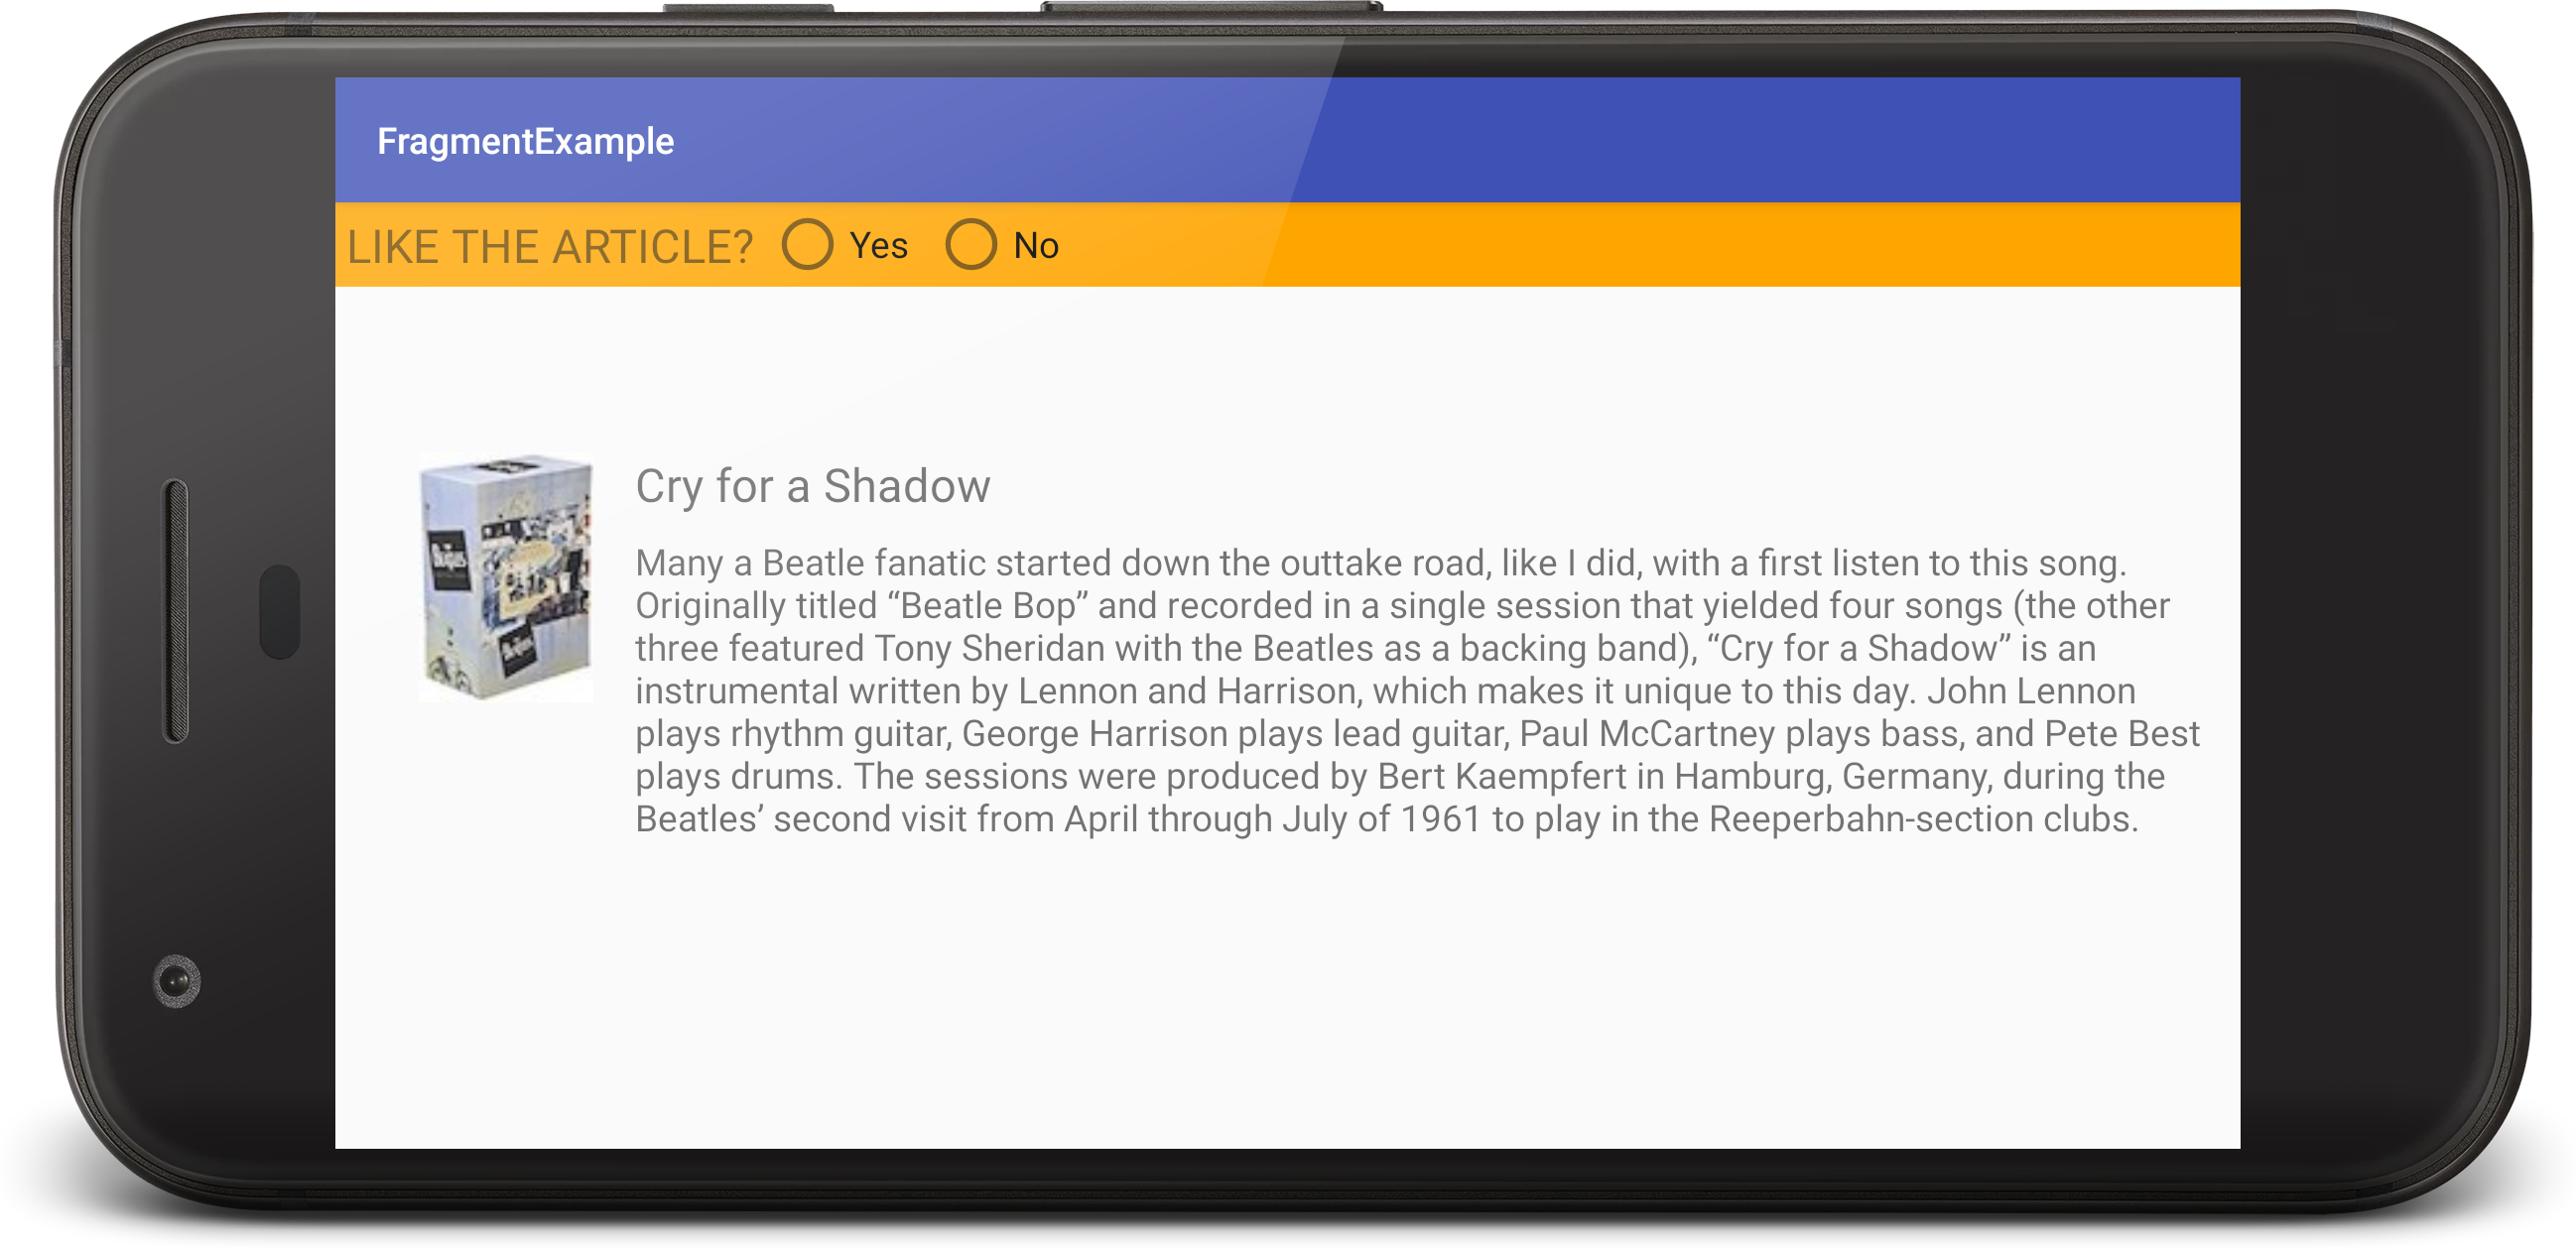 FragmentExample
LIKE THE ARTICLE? Yes No
Cry for a Shadow
Many a Beatle fanatic started down the outtake road, like I did, with a first listen to this song.
Originally titled “Beatle Bop” and recorded in a single session that yielded four songs (the other
three featured Tony Sheridan with the Beatles as a backing band), “Cry for a Shadow” is an
instrumental written by Lennon and Harrison, which makes it unique to this day. John Lennon
plays rhythm guitar, George Harrison plays lead guitar, Paul McCartney plays bass, and Pete Best
plays drums. The sessions were produced by Bert Kaempfert in Hamburg, Germany, during the
Beatles’ second visit from April through July of 1961 to play in the Reeperbahn-section clubs.